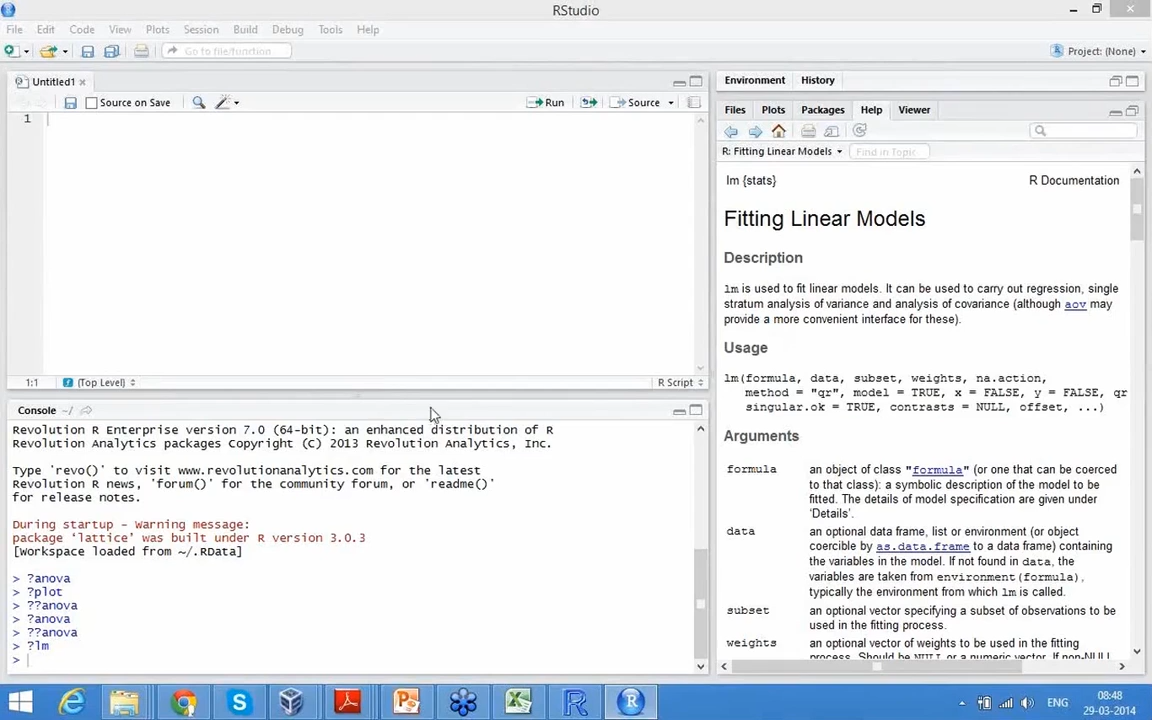 RStudio
File Edit Code View Plots Session Build Debug Tools Help
Go to file/function
Project: (None)
Untitled1
Source on Save
Run
Source
1
1:1
(Top Level)
R Script
Console ~/
Revolution R Enterprise version 7.0 (64-bit): an enhanced distribution of R
Revolution Analytics packages Copyright (C) 2013 Revolution Analytics, Inc.
Type 'revo()' to visit www.revolutionanalytics.com for the latest
Revolution R news, 'forum()' for the community forum, or 'readme()'
for release notes.
During startup - Warning message:
package ‘lattice’ was built under R version 3.0.3
[Workspace loaded from ~/.RData]
> ?anova
> ?plot
> ??anova
> ?anova
> ??anova
> ?lm
>
Environment History
Files Plots Packages Help Viewer
R: Fitting Linear Models
Find in Topic
lm {stats}
R Documentation
Fitting Linear Models
Description
lm is used to fit linear models. It can be used to carry out regression, single
stratum analysis of variance and analysis of covariance (although aov may
provide a more convenient interface for these).
Usage
lm(formula, data, subset, weights, na.action,
method = "qr", model = TRUE, x = FALSE, y = FALSE, qr
singular.ok = TRUE, contrasts = NULL, offset, ...)
Arguments
formula an object of class "formula" (or one that can be coerced
to that class): a symbolic description of the model to be
fitted. The details of model specification are given under
‘Details’.
data an optional data frame, list or environment (or object
coercible by as.data.frame to a data frame) containing
the variables in the model. If not found in data, the
variables are taken from environment(formula),
typically the environment from which lm is called.
subset an optional vector specifying a subset of observations to be
used in the fitting process.
weights an optional vector of weights to be used in the fitting
process. Should be NULL or a numeric vector. If non-NULL
ENG
08:48
29-03-2014